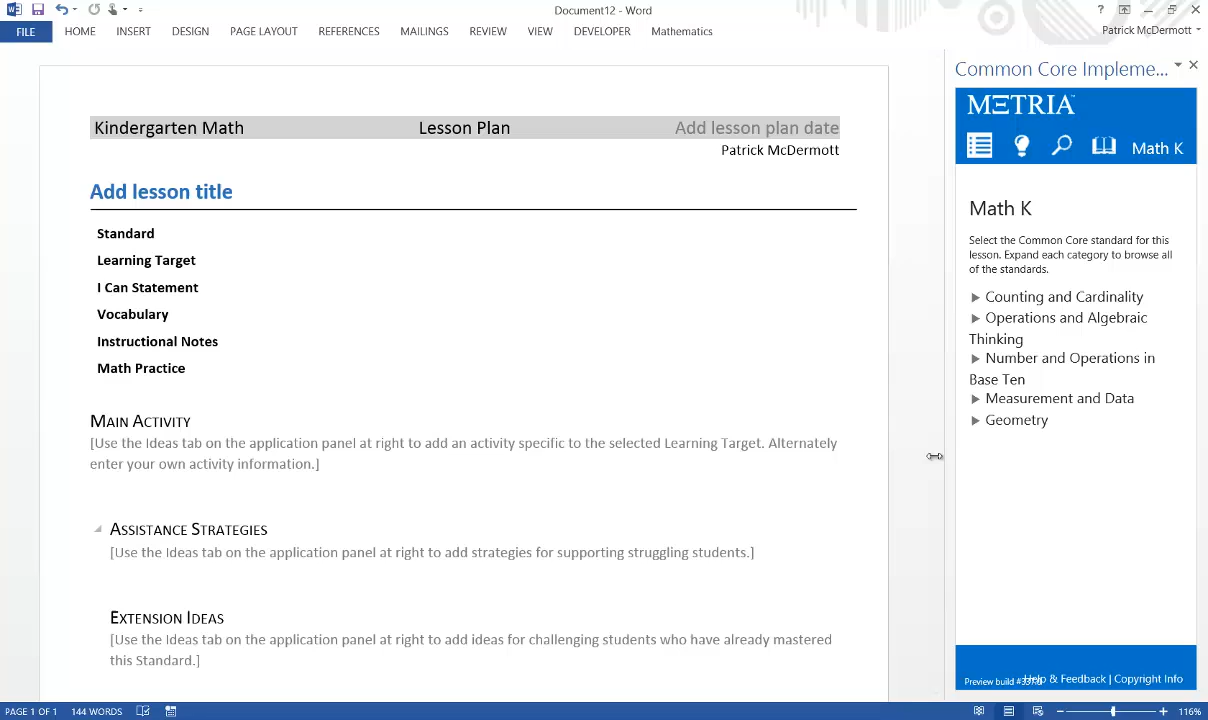 Document12 - Word
?
FILE HOME INSERT DESIGN PAGE LAYOUT REFERENCES MAILINGS REVIEW VIEW DEVELOPER Mathematics
Patrick McDermott
Kindergarten Math Lesson Plan Add lesson plan date
Patrick McDermott
Add lesson title
Standard
Learning Target
I Can Statement
Vocabulary
Instructional Notes
Math Practice
MAIN ACTIVITY
[Use the Ideas tab on the application panel at right to add an activity specific to the selected Learning Target. Alternately
enter your own activity information.]
ASSISTANCE STRATEGIES
[Use the Ideas tab on the application panel at right to add strategies for supporting struggling students.]
EXTENSION IDEAS
[Use the Ideas tab on the application panel at right to add ideas for challenging students who have already mastered
this Standard.]
Common Core Impleme...
METRIA™
Math K
Math K
Select the Common Core standard for this
lesson. Expand each category to browse all
of the standards.
Counting and Cardinality
Operations and Algebraic
Thinking
Number and Operations in
Base Ten
Measurement and Data
Geometry
Preview build Help & Feedback | Copyright Info
PAGE 1 OF 1 144 WORDS
116%